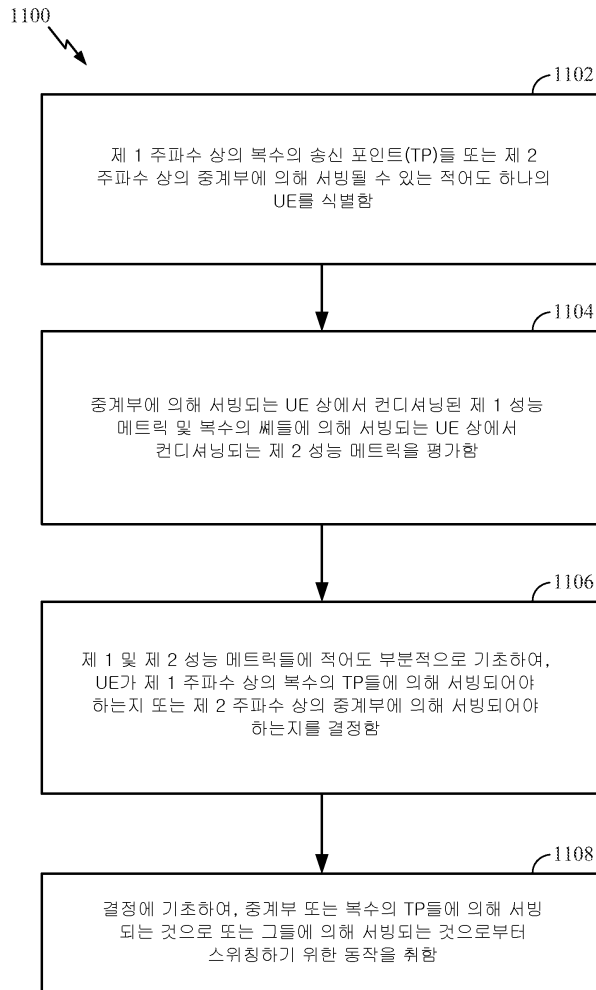 1100
1102
제 1 주파수 상의 복수의 송신 포인트(TP)들 또는 제 2
주파수 상의 중계부에 의해 서빙될 수 있는 적어도 하나의
UE를 식별함
1104
중계부에 의해 서빙되는 UE 상에서 컨디셔닝된 제 1 성능
메트릭 및 복수의 쎼들에 의해 서빙되는 UE 상에서
컨디셔닝되는 제 2 성능 메트릭을 평가함
1106
제 1 및 제 2 성능 메트릭들에 적어도 부분적으로 기초하여,
UE가 제 1 주파수 상의 복수의 TP들에 의해 서빙되어야
하는지 또는 제 2 주파수 상의 중계부에 의해 서빙되어야
하는지를 결정함
1108
결정에 기초하여, 중계부 또는 복수의 TP들에 의해 서빙
되는 것으로 또는 그들에 의해 서빙되는 것으로부터
스위칭하기 위한 동작을 취함